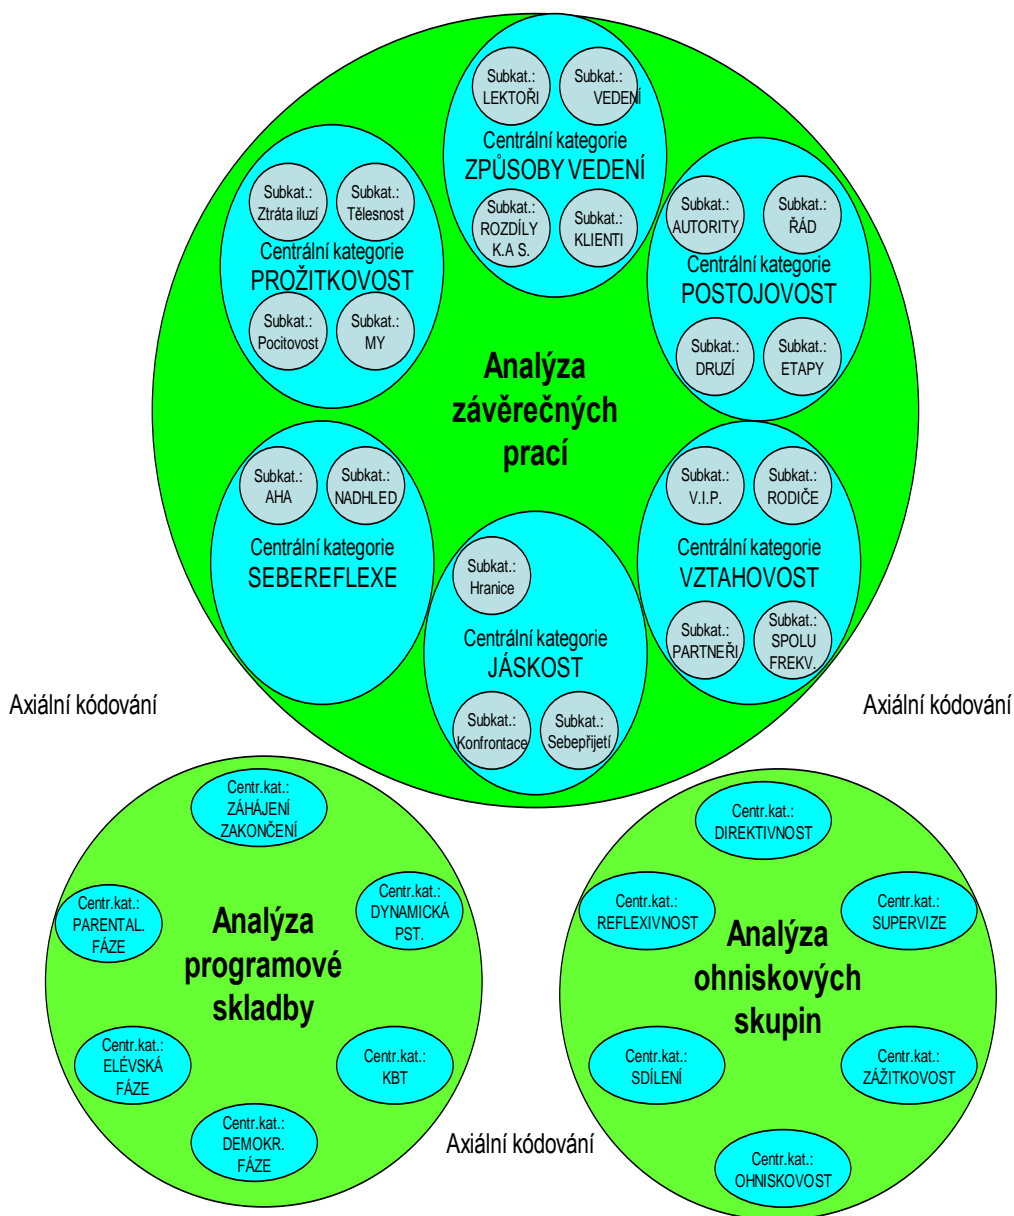 Subkat.:
LEKTOŘI
Subkat.:
VEDENÍ
Centrální kategorie
ZPŮSOBY VEDENÍ
Subkat.:
ROZDÍLY
K.A S.
Subkat.:
KLIENTI
Subkat.:
Ztráta iluzí
Subkat.:
Tělesnost
Centrální kategorie
PROŽITKOVOST
Subkat.:
Pocitovost
Subkat.:
MY
Subkat.:
AUTORITY
Subkat.:
ŘÁD
Centrální kategorie
POSTOJOVOST
Subkat.:
DRUZÍ
Subkat.:
ETAPY
Analýza
závěrečných
prací
Subkat.:
AHA
Subkat.:
NADHLED
Centrální kategorie
SEBEREFLEXE
Subkat.:
Hranice
Centrální kategorie
JÁSKOST
Subkat.:
Konfrontace
Subkat.:
Sebepřijetí
Subkat.:
V.I.P.
Subkat.:
RODIČE
Centrální kategorie
VZTAHOVOST
Subkat.:
PARTNEŘI
Subkat.:
SPOLU
FREKV.
Axiální kódování
Axiální kódování
Centr.kat.:
ZÁHÁJENÍ
ZAKONČENÍ
Centr.kat.:
PARENTAL.
FÁZE
Centr.kat.:
DYNAMICKÁ
PST.
Analýza
programové
skladby
Centr.kat.:
ELÉVSKÁ
FÁZE
Centr.kat.:
KBT
Centr.kat.:
DEMOKR.
FÁZE
Axiální kódování
Centr.kat.:
DIREKTIVNOST
Centr.kat.:
REFLEXIVNOST
Centr.kat.:
SUPERVIZE
Analýza
ohniskových
skupin
Centr.kat.:
SDÍLENÍ
Centr.kat.:
ZÁŽITKOVOST
Centr.kat.:
OHNISKOVOST